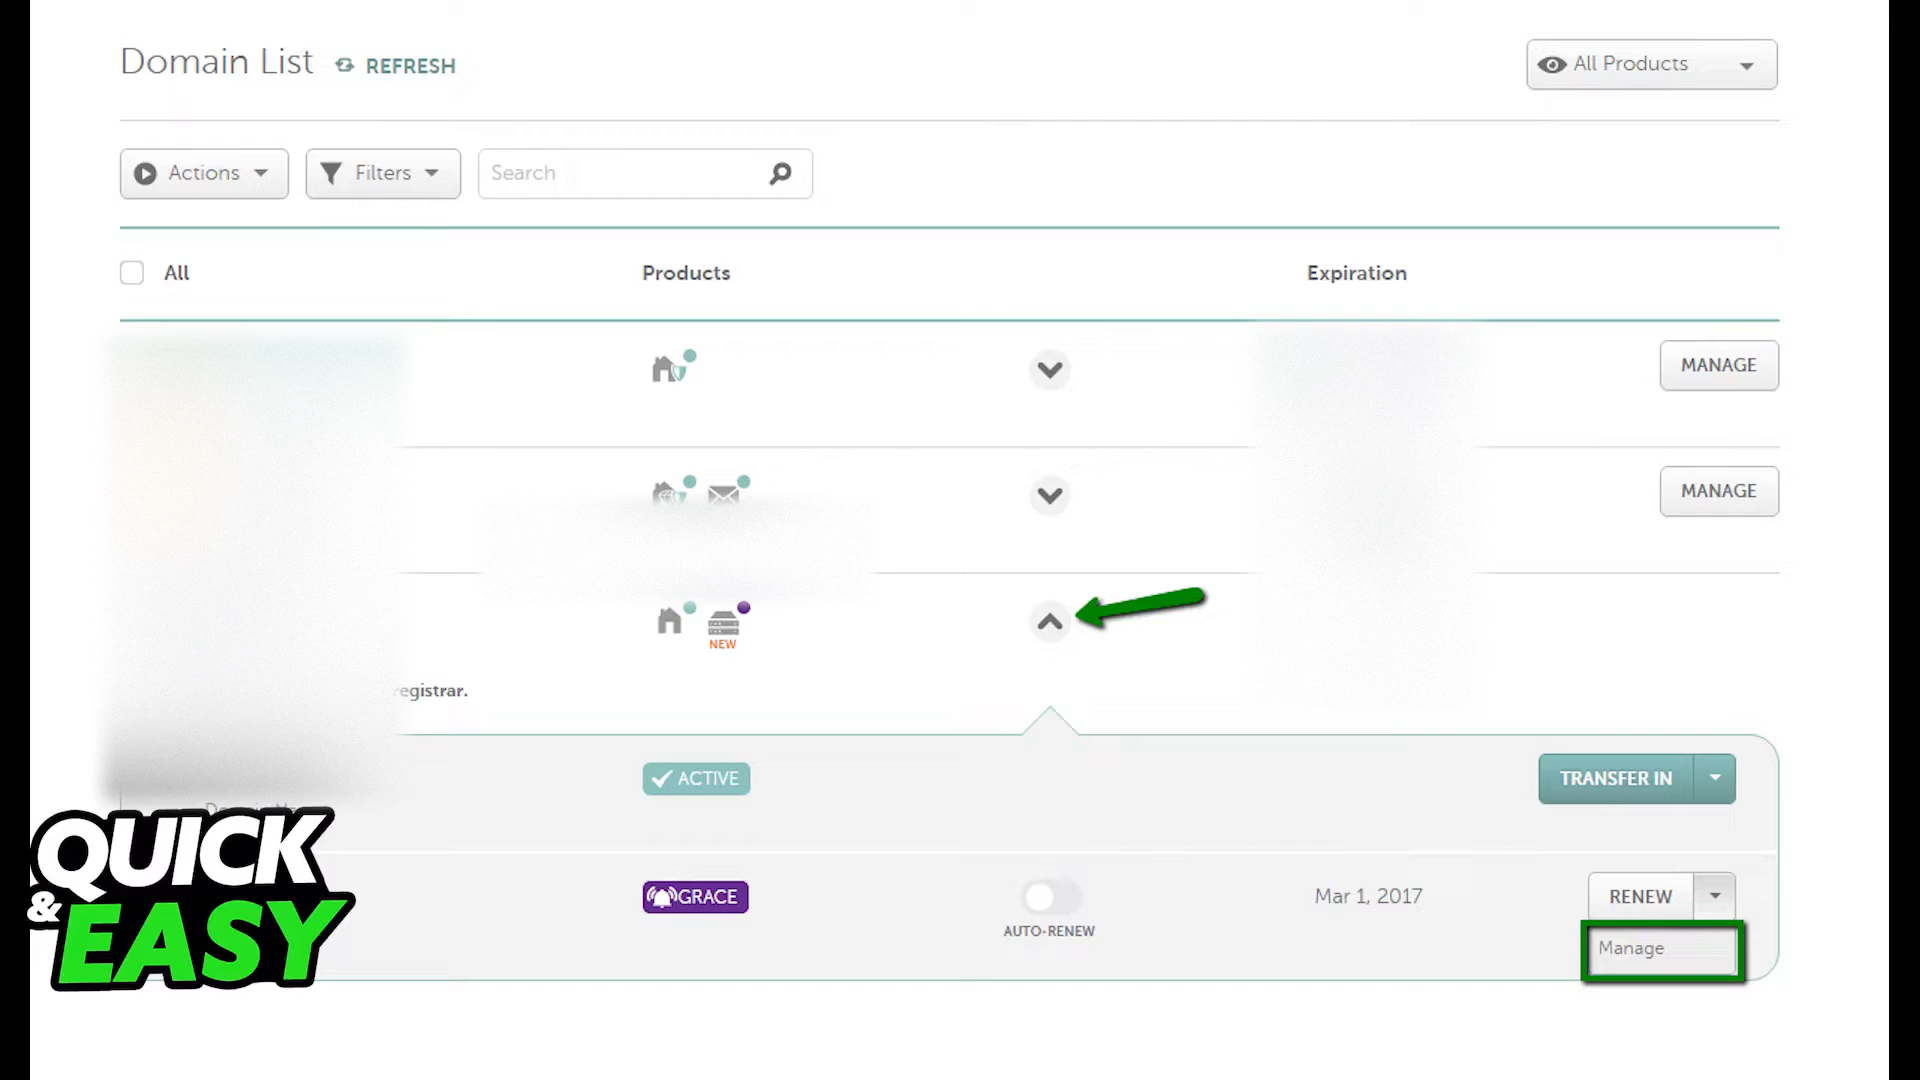 Domain List REFRESH All Products
Actions Filters Search
All Products Expiration
MANAGE
MANAGE
NEW
registrar.
ACTIVE TRANSFER IN
GRACE Mar 1, 2017 RENEW
AUTO-RENEW
Manage
QUICK
& EASY